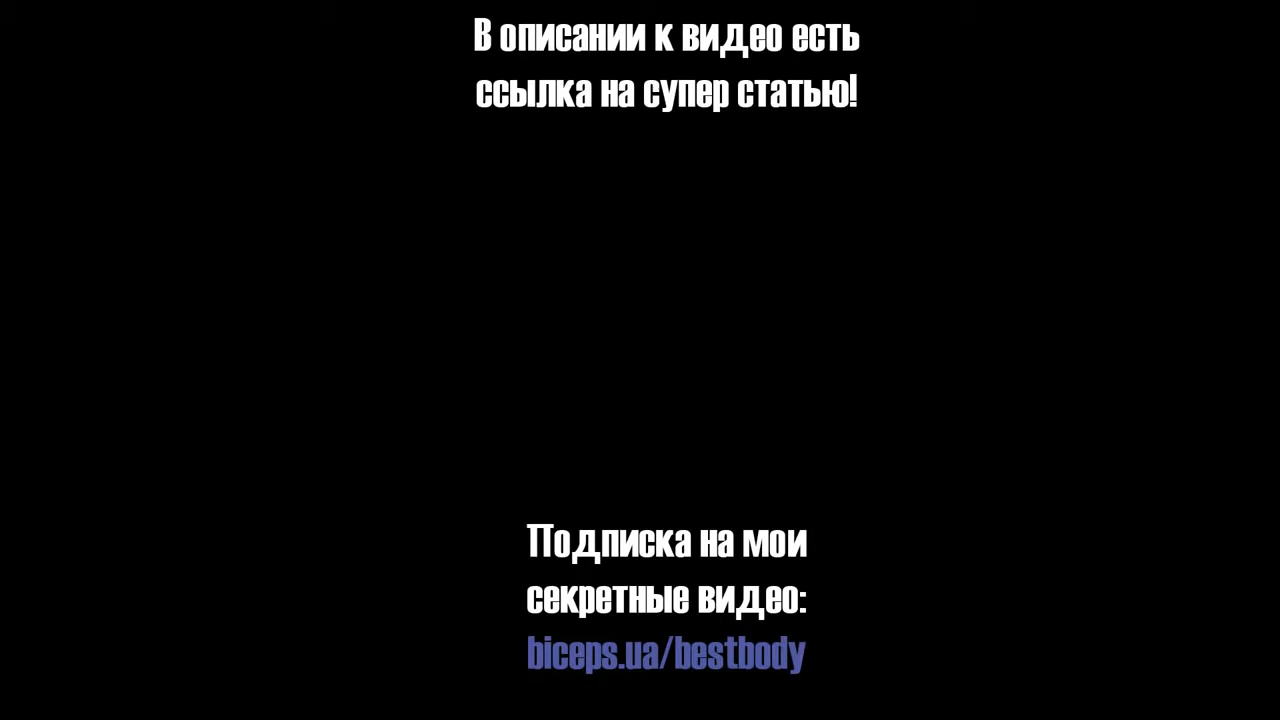 В описании к видео есть
ссылка на супер статью!
Подписка на мои
секретные видео:
biceps.ua/bestbody